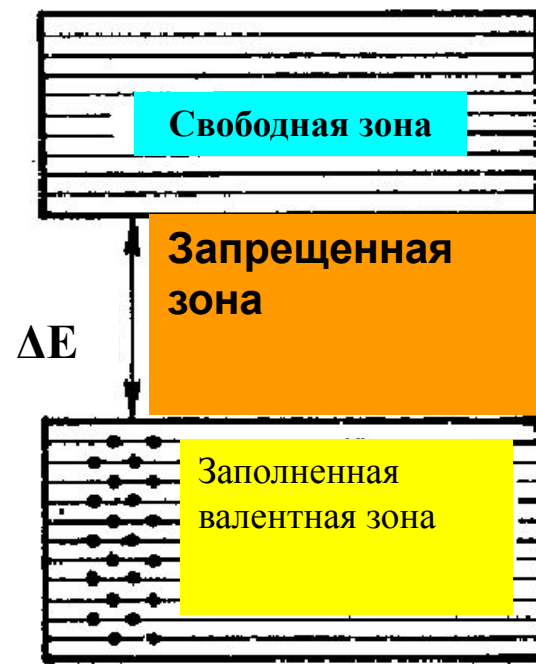 Свободная зона
Запрещенная
зона
ΔE
Заполненная
валентная зона